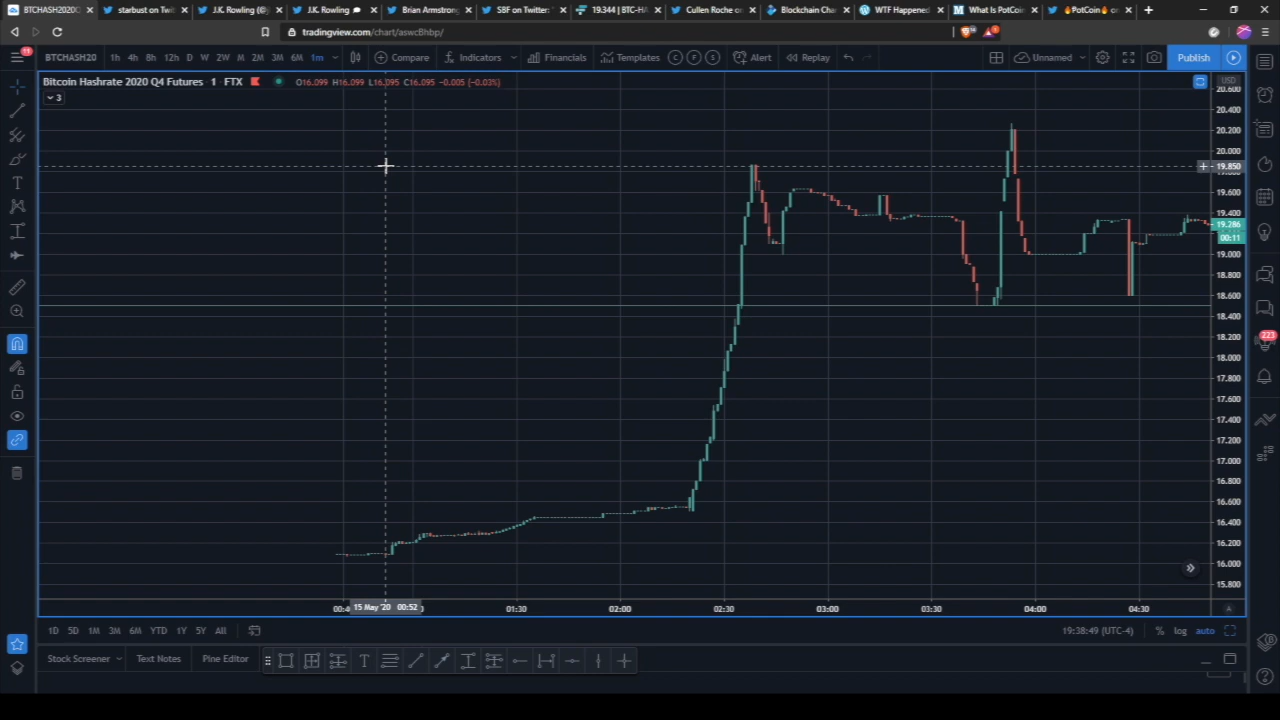 BTCHASH2020
starbust on Twit
J.K. Rowling (@j
J.K. Rowling 💬
Brian Armstrong
SBF on Twitter: '
19.344 | BTC-HA
Cullen Roche on
Blockchain Cha
WTF Happened
What Is PotCoin
🔥PotCoin🔥 o
tradingview.com/chart/aswcBhbp/
11
BTCHASH20 1h 4h 8h 12h D W 2W M 2M 3M 6M 1m Compare Indicators Financials Templates C F S Alert Replay Unnamed Publish
Bitcoin Hashrate 2020 Q4 Futures · 1 · FTX O16.099 H16.099 L16.095 C16.095 −0.005 (−0.03%)
3
USD
20.600
20.400
20.200
20.000
19.850
19.800
19.600
19.400
19.286
00:11
19.000
18.800
18.600
18.400
18.200
18.000
17.800
17.600
17.400
17.200
17.000
16.800
16.600
16.400
16.200
16.000
15.800
223
15 May '20 00:52 01:30 02:00 02:30 03:00 03:30 04:00 04:30 A
1D 5D 1M 3M 6M YTD 1Y 5Y All 19:38:49 (UTC-4) % log auto
Stock Screener Text Notes Pine Editor